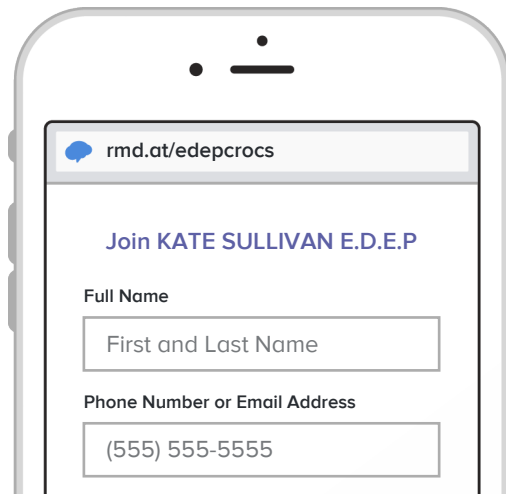 rmd.at/edepcrocs
Join KATE SULLIVAN E.D.E.P
Full Name
First and Last Name
Phone Number or Email Address
(555) 555-5555